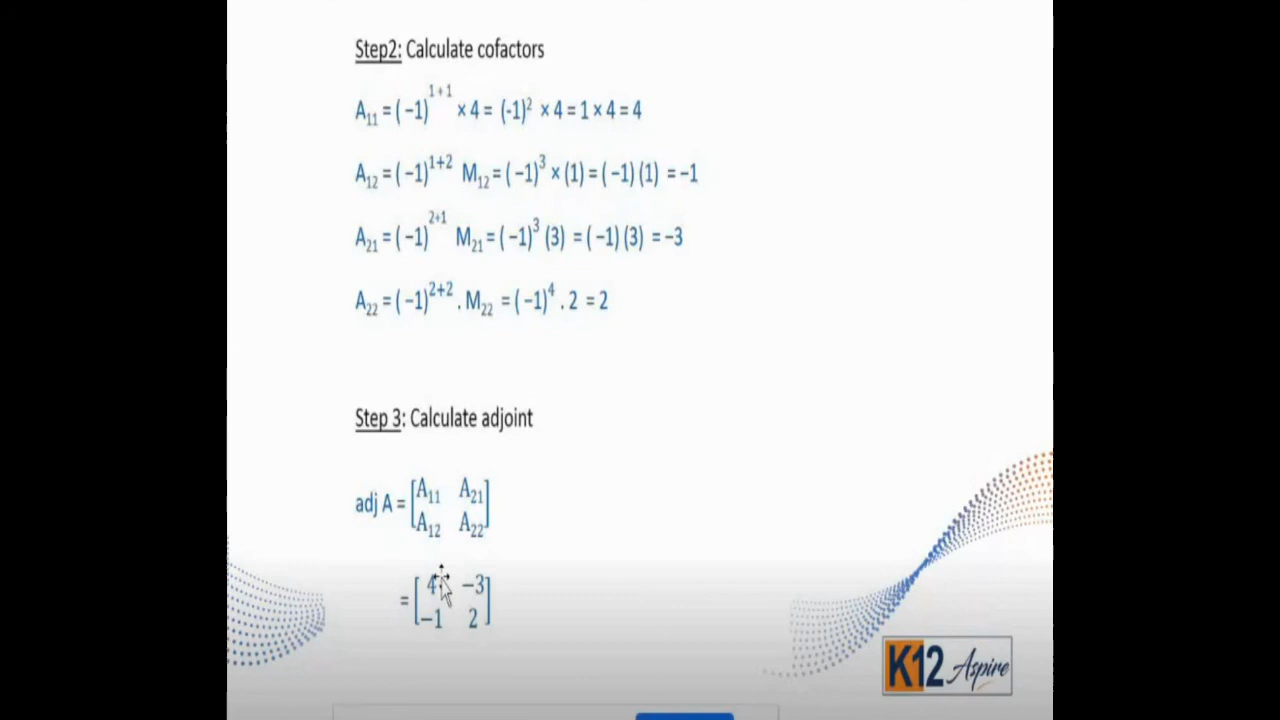 Step2: Calculate cofactors
A₁₁ = (−1)¹⁺¹ × 4 = (-1)² × 4 = 1 × 4 = 4
A₁₂ = (−1)¹⁺² M₁₂ = (−1)³ × (1) = (−1) (1) = −1
A₂₁ = (−1)²⁺¹ M₂₁ = (−1)³ (3) = (−1) (3) = −3
A₂₂ = (−1)²⁺² . M₂₂ = (−1)⁴ . 2 = 2
Step 3: Calculate adjoint
adj A = [A₁₁ A₂₁
A₁₂ A₂₂]
= [4 −3
−1 2]
K12 Aspire